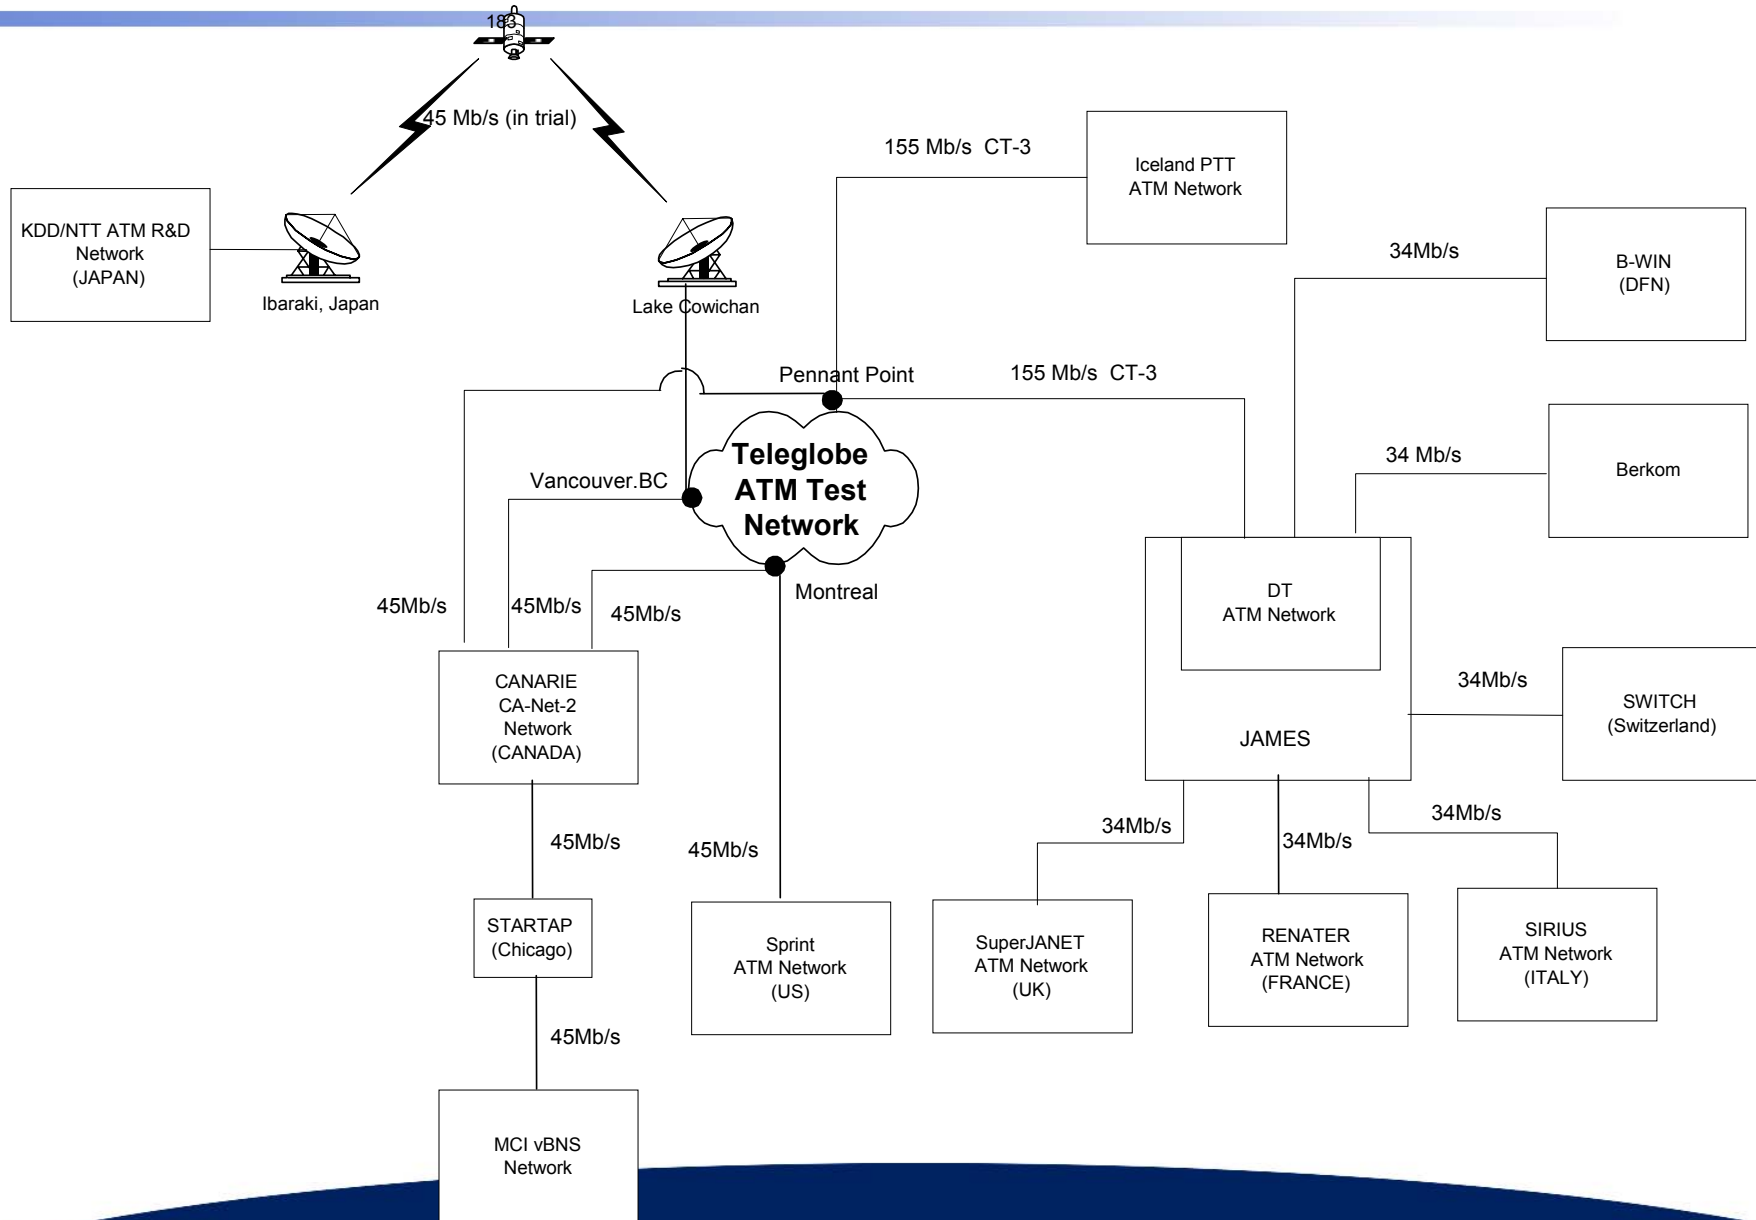 183
45 Mb/s (in trial)
155 Mb/s CT-3
Iceland PTT
ATM Network
KDD/NTT ATM R&D
Network
(JAPAN)
Ibaraki, Japan
Lake Cowichan
34Mb/s
B-WIN
(DFN)
Pennant Point
155 Mb/s CT-3
Teleglobe
ATM Test
Network
Vancouver.BC
34 Mb/s
Berkom
Montreal
45Mb/s
45Mb/s
45Mb/s
DT
ATM Network
JAMES
34Mb/s
SWITCH
(Switzerland)
CANARIE
CA-Net-2
Network
(CANADA)
45Mb/s
45Mb/s
34Mb/s
34Mb/s
34Mb/s
STARTAP
(Chicago)
Sprint
ATM Network
(US)
SuperJANET
ATM Network
(UK)
RENATER
ATM Network
(FRANCE)
SIRIUS
ATM Network
(ITALY)
45Mb/s
MCI vBNS
Network